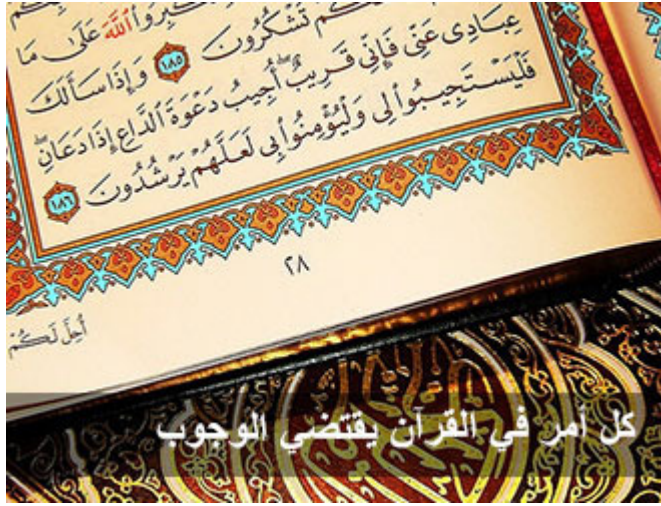 كُمْ تَشْكُرُونَ ١٨٥ وَإِذَا سَأَلَكَ
عِبَادِى عَنِّى فَإِنِّى قَرِيبٌ أُجِيبُ دَعْوَةَ ٱلدَّاعِ إِذَا دَعَانِ
فَلْيَسْتَجِيبُوا۟ لِى وَلْيُؤْمِنُوا۟ بِى لَعَلَّهُمْ يَرْشُدُونَ ١٨٦
٢٨
أُحِلَّ لَكُمْ
كل أمر في القرآن يقتضي الوجوب